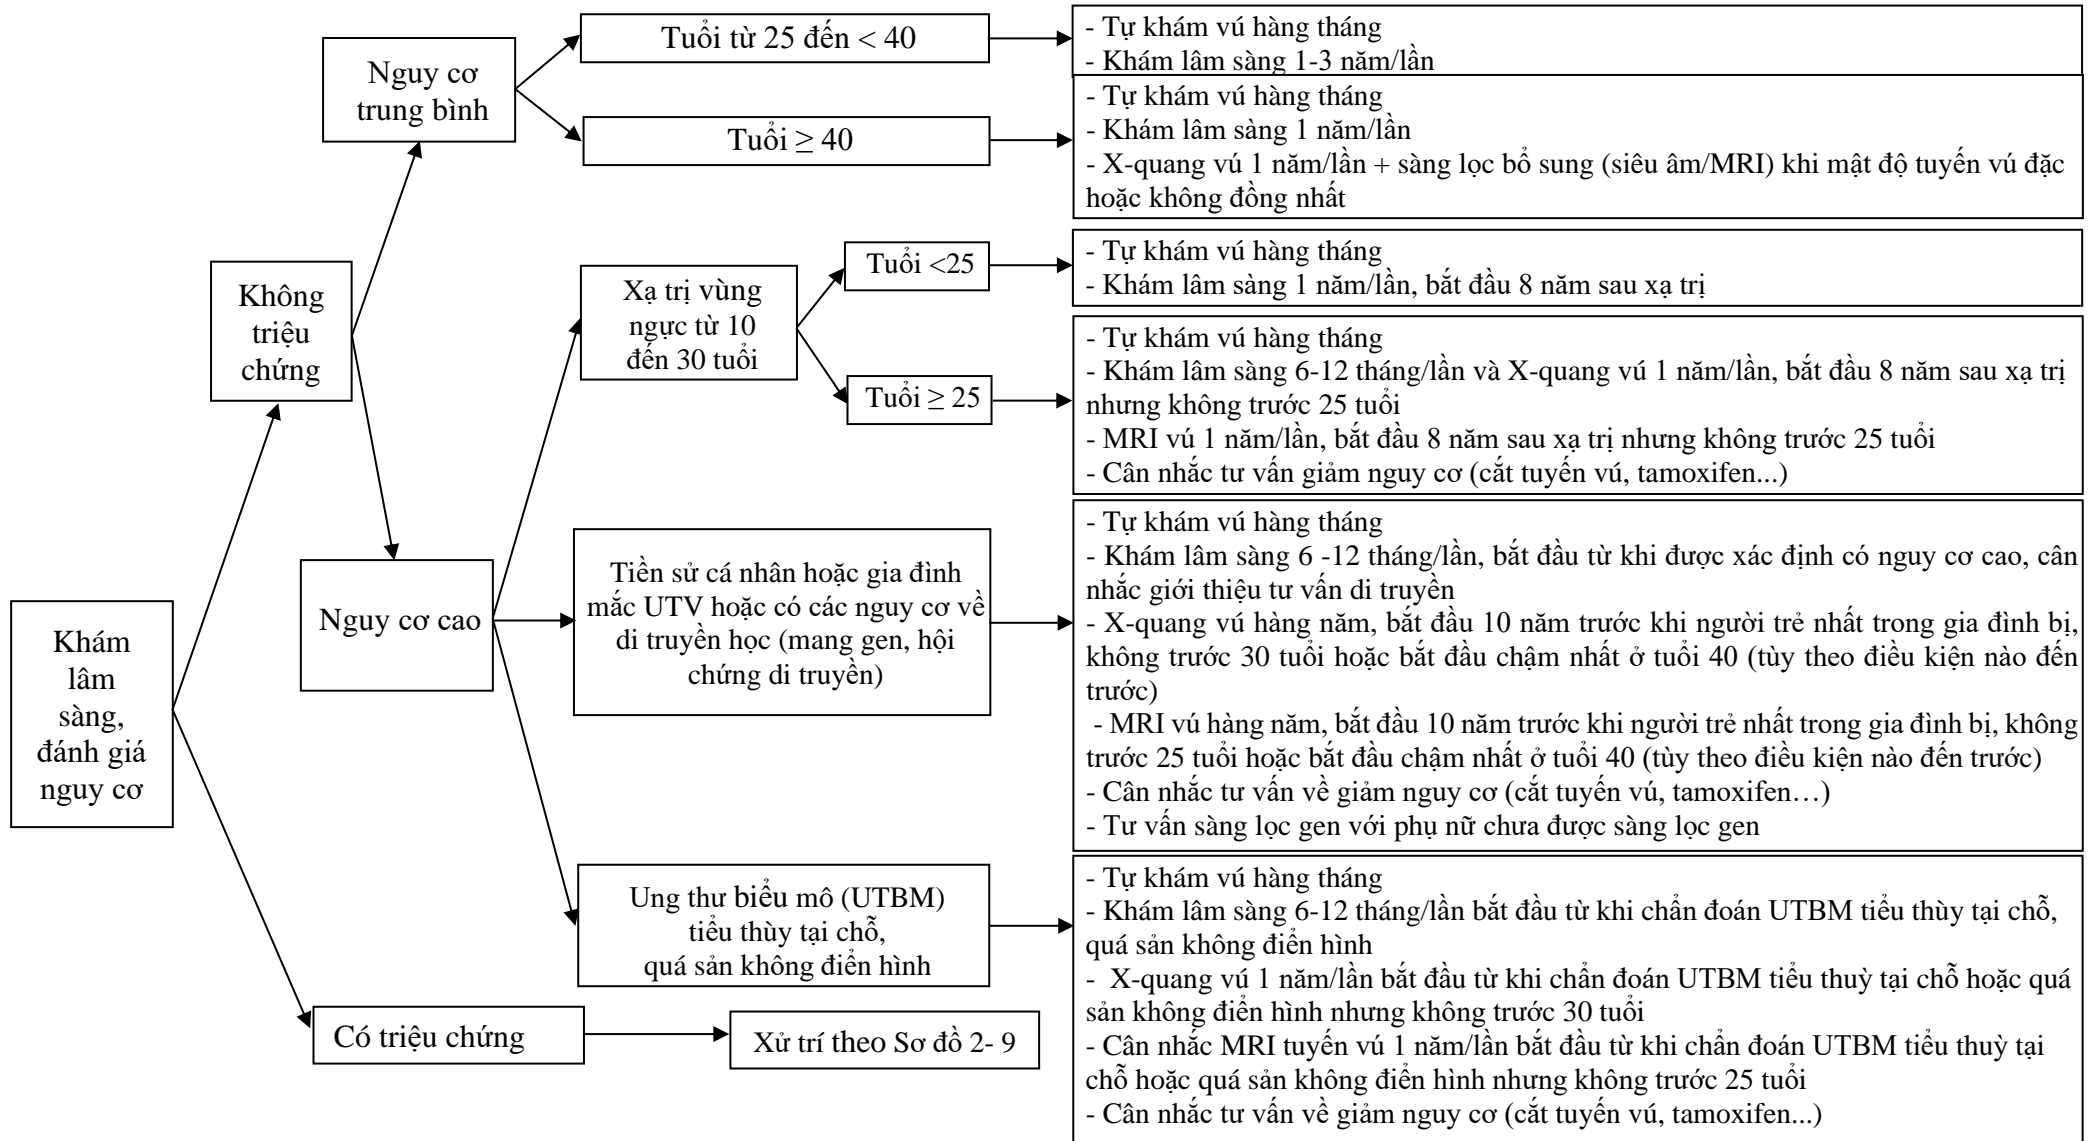 Khám
lâm
sàng,
đánh giá
nguy cơ
Không
triệu
chứng
Nguy cơ
trung bình
Tuổi từ 25 đến < 40
- Tự khám vú hàng tháng
- Khám lâm sàng 1-3 năm/lần
Tuổi ≥ 40
- Tự khám vú hàng tháng
- Khám lâm sàng 1 năm/lần
- X-quang vú 1 năm/lần + sàng lọc bổ sung (siêu âm/MRI) khi mật độ tuyến vú đặc
hoặc không đồng nhất
Nguy cơ cao
Xạ trị vùng
ngực từ 10
đến 30 tuổi
Tuổi <25
- Tự khám vú hàng tháng
- Khám lâm sàng 1 năm/lần, bắt đầu 8 năm sau xạ trị
Tuổi ≥ 25
- Tự khám vú hàng tháng
- Khám lâm sàng 6-12 tháng/lần và X-quang vú 1 năm/lần, bắt đầu 8 năm sau xạ trị
nhưng không trước 25 tuổi
- MRI vú 1 năm/lần, bắt đầu 8 năm sau xạ trị nhưng không trước 25 tuổi
- Cân nhắc tư vấn giảm nguy cơ (cắt tuyến vú, tamoxifen...)
Tiền sử cá nhân hoặc gia đình
mắc UTV hoặc có các nguy cơ về
di truyền học (mang gen, hội
chứng di truyền)
- Tự khám vú hàng tháng
- Khám lâm sàng 6 -12 tháng/lần, bắt đầu từ khi được xác định có nguy cơ cao, cân
nhắc giới thiệu tư vấn di truyền
- X-quang vú hàng năm, bắt đầu 10 năm trước khi người trẻ nhất trong gia đình bị,
không trước 30 tuổi hoặc bắt đầu chậm nhất ở tuổi 40 (tùy theo điều kiện nào đến
trước)
- MRI vú hàng năm, bắt đầu 10 năm trước khi người trẻ nhất trong gia đình bị, không
trước 25 tuổi hoặc bắt đầu chậm nhất ở tuổi 40 (tùy theo điều kiện nào đến trước)
- Cân nhắc tư vấn về giảm nguy cơ (cắt tuyến vú, tamoxifen…)
- Tư vấn sàng lọc gen với phụ nữ chưa được sàng lọc gen
Ung thư biểu mô (UTBM)
tiểu thùy tại chỗ,
quá sản không điển hình
- Tự khám vú hàng tháng
- Khám lâm sàng 6-12 tháng/lần bắt đầu từ khi chẩn đoán UTBM tiểu thùy tại chỗ,
quá sản không điển hình
- X-quang vú 1 năm/lần bắt đầu từ khi chẩn đoán UTBM tiểu thuỳ tại chỗ hoặc quá
sản không điển hình nhưng không trước 30 tuổi
- Cân nhắc MRI tuyến vú 1 năm/lần bắt đầu từ khi chẩn đoán UTBM tiểu thuỳ tại
chỗ hoặc quá sản không điển hình nhưng không trước 25 tuổi
- Cân nhắc tư vấn về giảm nguy cơ (cắt tuyến vú, tamoxifen...)
Có triệu chứng
Xử trí theo Sơ đồ 2- 9